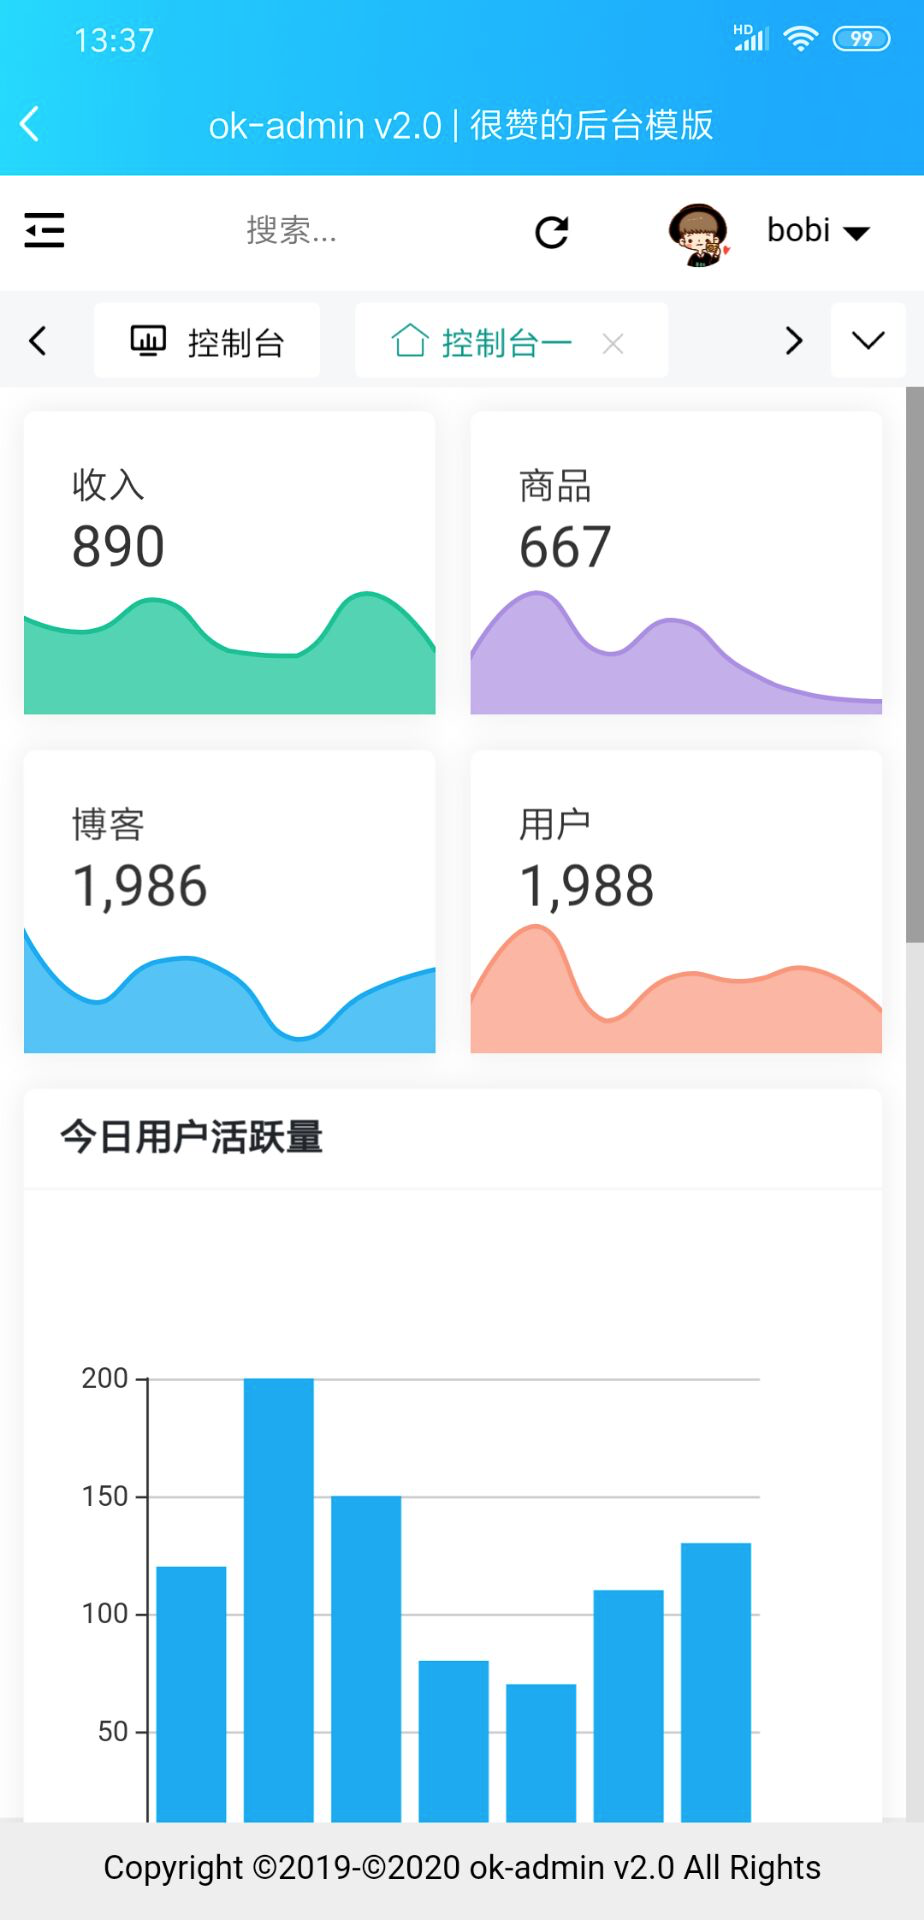 13:37
HD
99
ok-admin v2.0 | 很赞的后台模版
搜索...
bobi
控制台
控制台一
收入
890
商品
667
博客
1,986
用户
1,988
今日用户活跃量
200
150
100
50
Copyright ©2019-©2020 ok-admin v2.0 All Rights